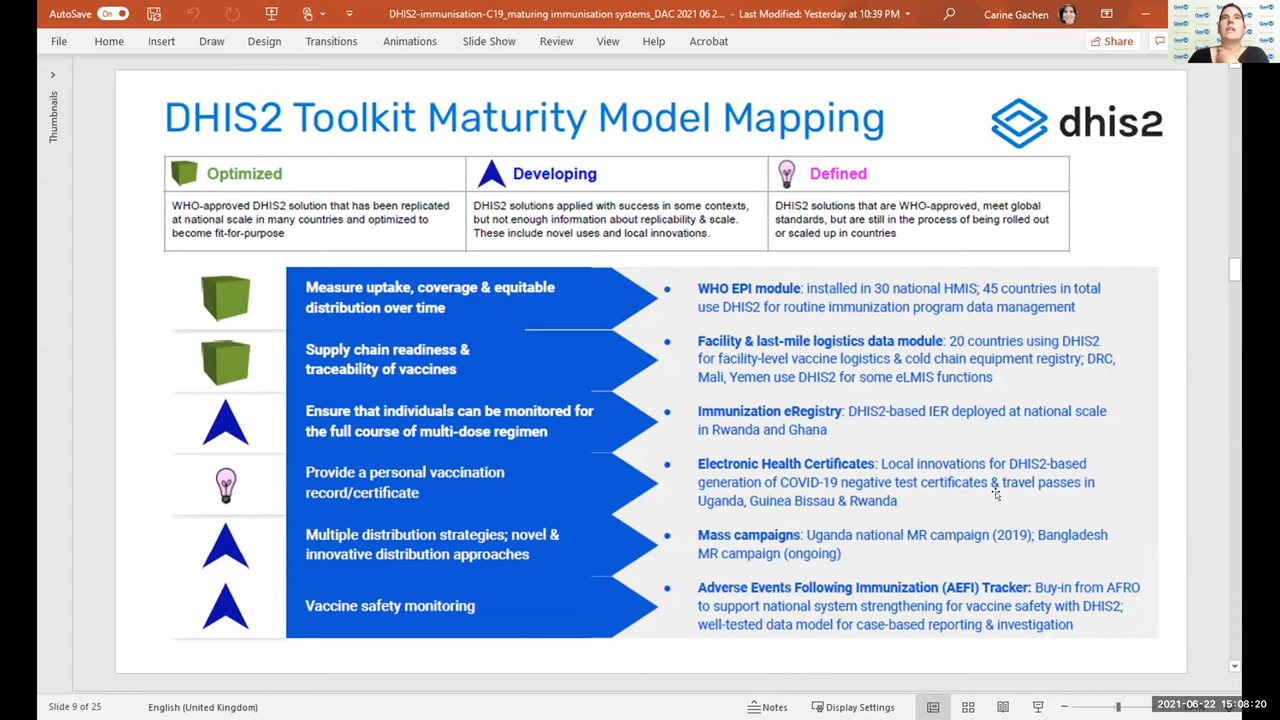 AutoSave On DHIS2-immunisation-C19_maturing immunisation systems_DAC 2021 06 2... - Last Modified: Yesterday at 10:39 PM Carine Gachen
File Home Insert Draw Design Transitions Animations Slide Show Review View Help Acrobat Share
Thumbnails
DHIS2 Toolkit Maturity Model Mapping
dhis2
Optimized
Developing
Defined
WHO-approved DHIS2 solution that has been replicated
at national scale in many countries and optimized to
become fit-for-purpose
DHIS2 solutions applied with success in some contexts,
but not enough information about replicability & scale.
These include novel uses and local innovations.
DHIS2 solutions that are WHO-approved, meet global
standards, but are still in the process of being rolled out
or scaled up in countries
Measure uptake, coverage & equitable
distribution over time
• WHO EPI module: installed in 30 national HMIS; 45 countries in total
use DHIS2 for routine immunization program data management
Supply chain readiness &
traceability of vaccines
• Facility & last-mile logistics data module: 20 countries using DHIS2
for facility-level vaccine logistics & cold chain equipment registry; DRC,
Mali, Yemen use DHIS2 for some eLMIS functions
Ensure that individuals can be monitored for
the full course of multi-dose regimen
• Immunization eRegistry: DHIS2-based IER deployed at national scale
in Rwanda and Ghana
Provide a personal vaccination
record/certificate
• Electronic Health Certificates: Local innovations for DHIS2-based
generation of COVID-19 negative test certificates & travel passes in
Uganda, Guinea Bissau & Rwanda
Multiple distribution strategies; novel &
innovative distribution approaches
• Mass campaigns: Uganda national MR campaign (2019); Bangladesh
MR campaign (ongoing)
Vaccine safety monitoring
• Adverse Events Following Immunization (AEFI) Tracker: Buy-in from AFRO
to support national system strengthening for vaccine safety with DHIS2;
well-tested data model for case-based reporting & investigation
Slide 9 of 25 English (United Kingdom) Notes Display Settings 2021-06-22 15:08:20